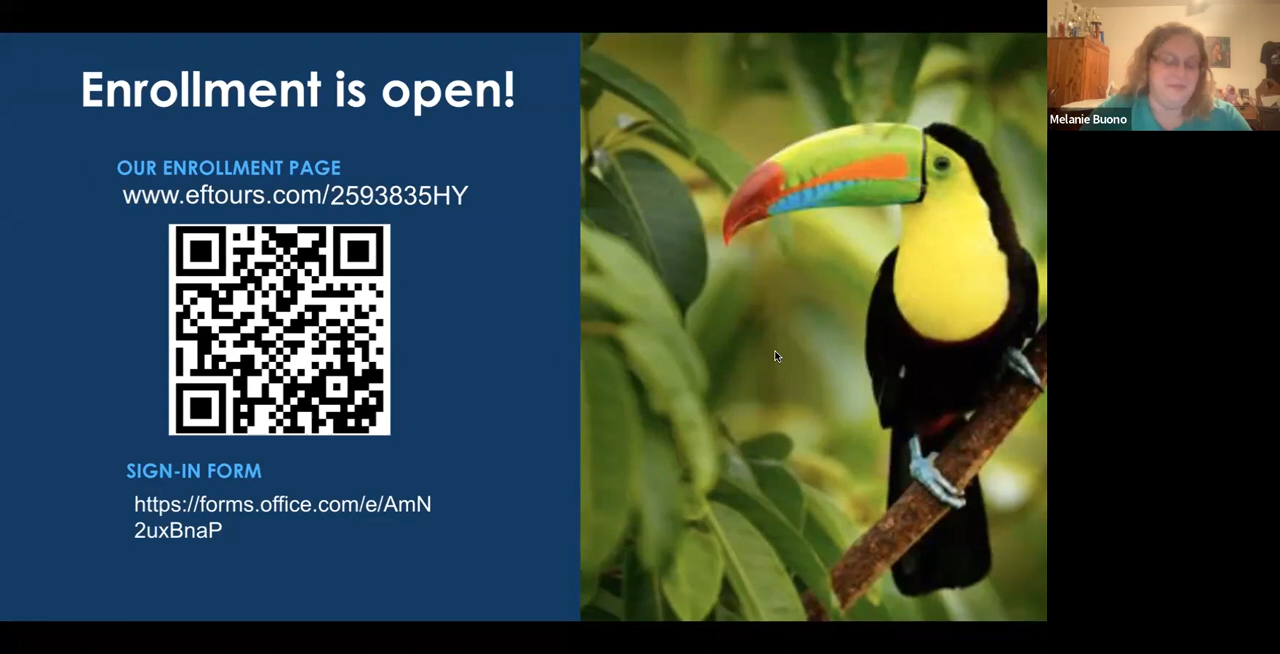 Enrollment is open!
OUR ENROLLMENT PAGE
www.eftours.com/2593835HY
SIGN-IN FORM
https://forms.office.com/e/AmN
2uxBnaP
Melanie Buono